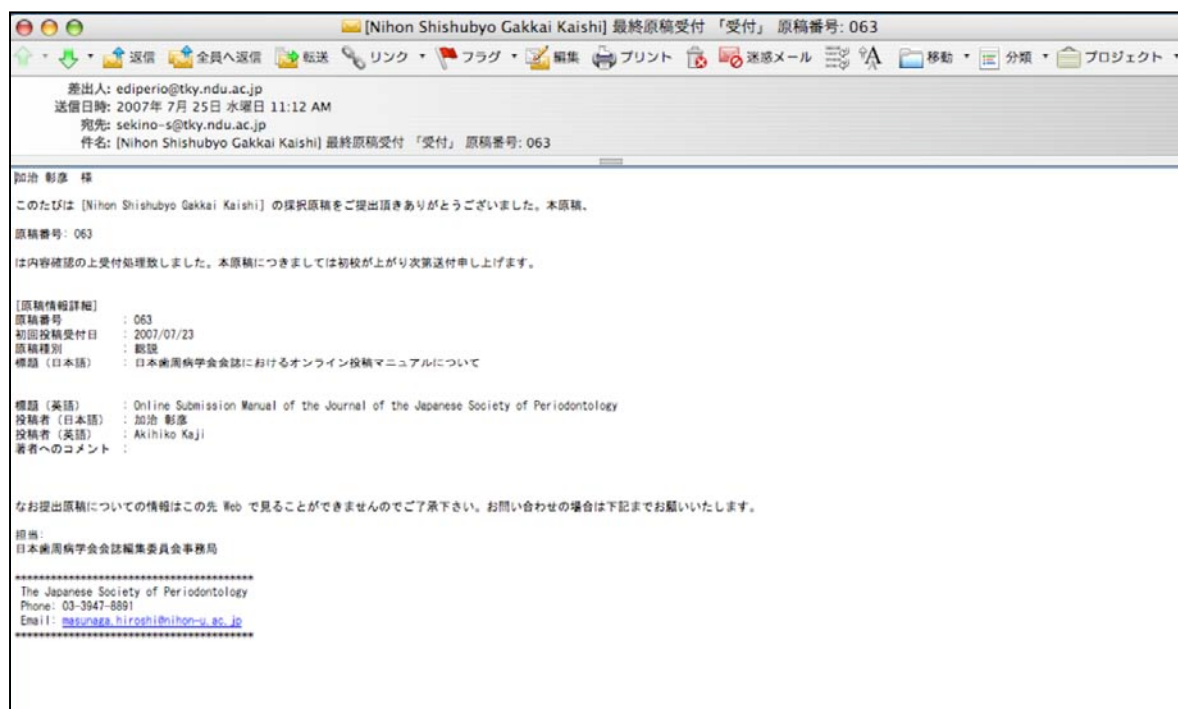 [Nihon Shishubyo Gakkai Kaishi] 最終原稿受付 「受付」 原稿番号: 063
返信 全員へ返信 転送 リンク フラグ 編集 プリント 迷惑メール 移動 分類 プロジェクト
差出人: ediperio@tky.ndu.ac.jp
送信日時: 2007年 7月 25日 水曜日 11:12 AM
宛先: sekino-s@tky.ndu.ac.jp
件名: [Nihon Shishubyo Gakkai Kaishi] 最終原稿受付 「受付」 原稿番号: 063
加治 彰彦 様
このたびは [Nihon Shishubyo Gakkai Kaishi] の採択原稿をご提出頂きありがとうございました。本原稿、
原稿番号: 063
は内容確認の上受付処理致しました。本原稿につきましては初校が上がり次第送付申し上げます。
[原稿情報詳細]
原稿番号 : 063
初回投稿受付日 : 2007/07/23
原稿種別 : 総説
標題（日本語） : 日本歯周病学会会誌におけるオンライン投稿マニュアルについて
標題（英語） : Online Submission Manual of the Journal of the Japanese Society of Periodontology
投稿者（日本語） : 加治 彰彦
投稿者（英語） : Akihiko Kaji
著者へのコメント :
なお提出原稿についての情報はこの先 Web で見ることができませんのでご了承下さい。お問い合わせの場合は下記までお願いいたします。
担当:
日本歯周病学会会誌編集委員会事務局
******************************************
The Japanese Society of Periodontology
Phone: 03-3947-8891
Email: masunaga.hiroshi@nihon-u.ac.jp
******************************************